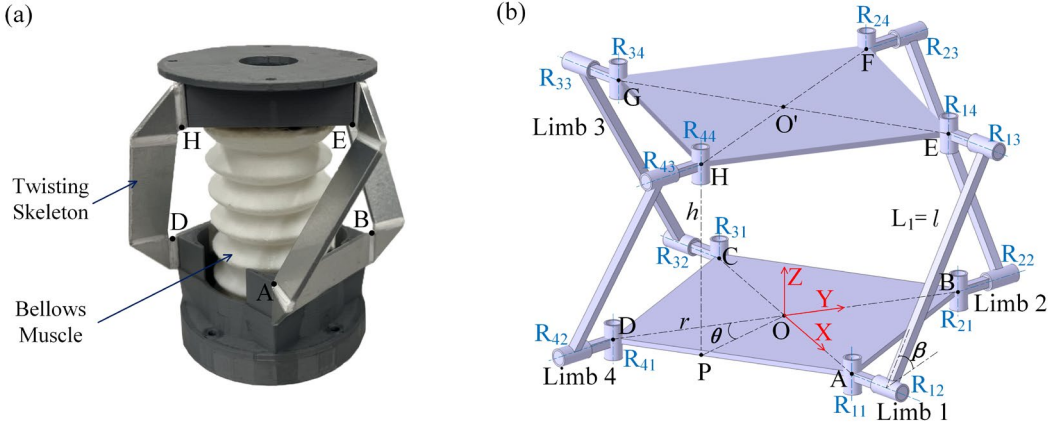 (a)
H
E
Twisting
Skeleton
D
B
A
Bellows
Muscle
(b)
R24
F
R23
R34
R33
G
O'
R14
Limb 3
R44
E
R13
R43
H
h
L1= l
R31
R32
C
Z
R22
Y
B
Limb 2
D
r
O
X
R21
R42
θ
β
Limb 4
R41
P
A
R12
R11
Limb 1